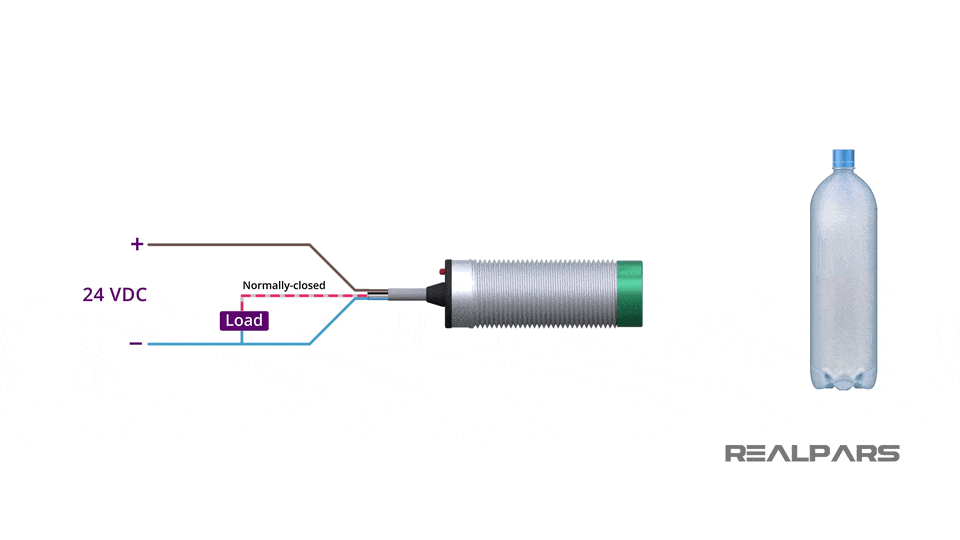 +
Normally-closed
24 VDC
Load
−
REALPARS